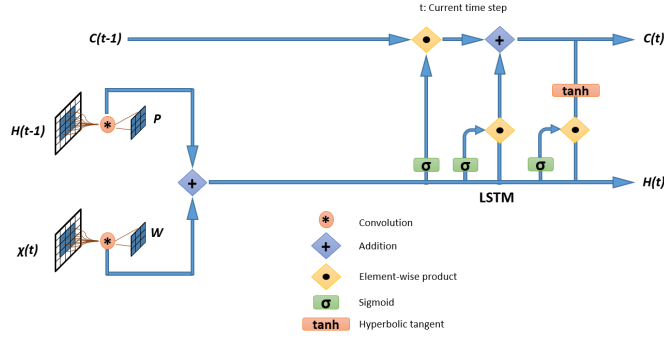 t: Current time step
C(t-1)
C(t)
tanh
P
H(t-1)
*
σ
σ
σ
+
H(t)
LSTM
W
χ(t)
*
* Convolution
+ Addition
Element-wise product
σ Sigmoid
tanh Hyperbolic tangent